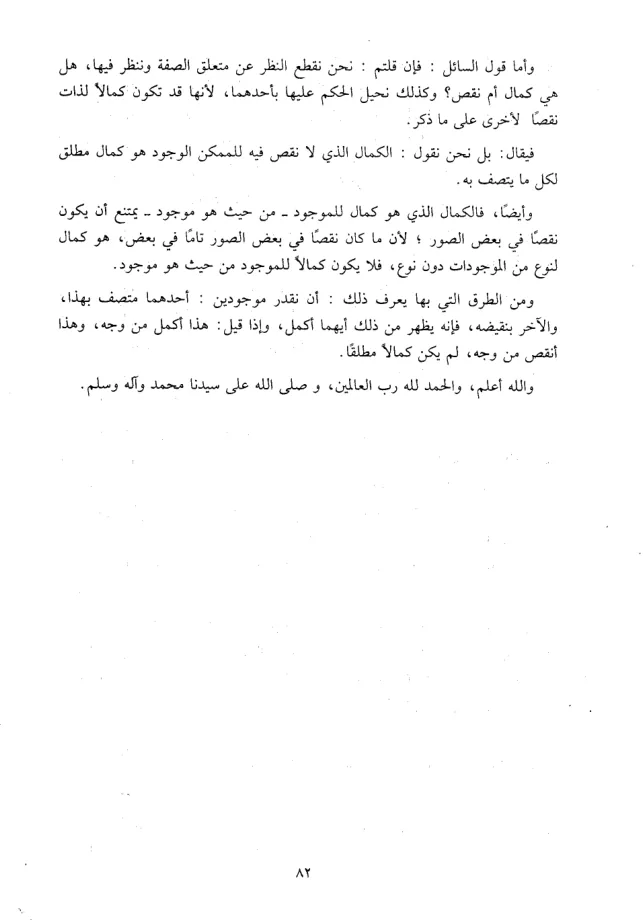 وأما قول السائل : فإن قلتم : نحن نقطع النظر عن متعلق الصفة وننظر فيها، هل
هي كمال أم نقص؟ وكذلك نحيل الحكم عليها بأحدهما، لأنها قد تكون كمالاً لذات
نقصًا لأخرى على ما ذكر.
فيقال: بل نحن نقول : الكمال الذي لا نقص فيه للممكن الوجود هو كمال مطلق
لكل ما يتصف به.
وأيضًا، فالكمال الذي هو كمال للموجود ـ من حيث هو موجود ـ يمتنع أن يكون
نقصًا في بعض الصور ؛ لأن ما كان نقصًا في بعض الصور تامًا في بعض، هو كمال
لنوع من الموجودات دون نوع، فلا يكون كمالاً للموجود من حيث هو موجود.
ومن الطرق التي بها يعرف ذلك : أن نقدر موجودين : أحدهما متصف بهذا،
والآخر بنقيضه، فإنه يظهر من ذلك أيهما أكمل، وإذا قيل: هذا أكمل من وجه، وهذا
أنقص من وجه، لم يكن كمالاً مطلقًا.
والله أعلم، والحمد لله رب العالمين، و صلى الله على سيدنا محمد وآله وسلم.
٨٢